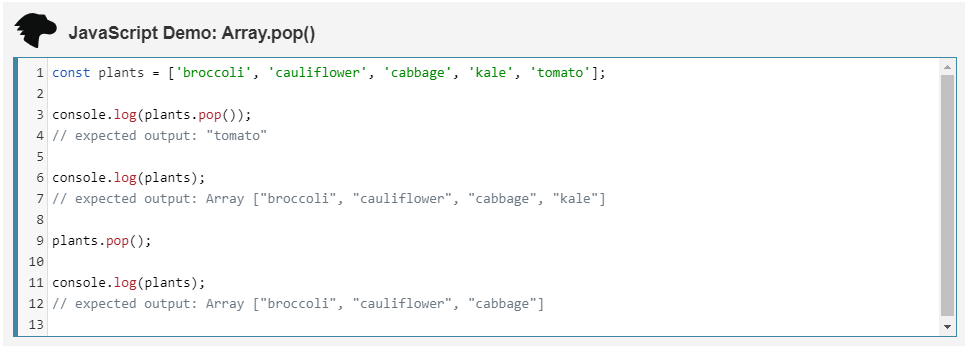 JavaScript Demo: Array.pop()
1 const plants = ['broccoli', 'cauliflower', 'cabbage', 'kale', 'tomato'];
2
3 console.log(plants.pop());
4 // expected output: "tomato"
5
6 console.log(plants);
7 // expected output: Array ["broccoli", "cauliflower", "cabbage", "kale"]
8
9 plants.pop();
10
11 console.log(plants);
12 // expected output: Array ["broccoli", "cauliflower", "cabbage"]
13